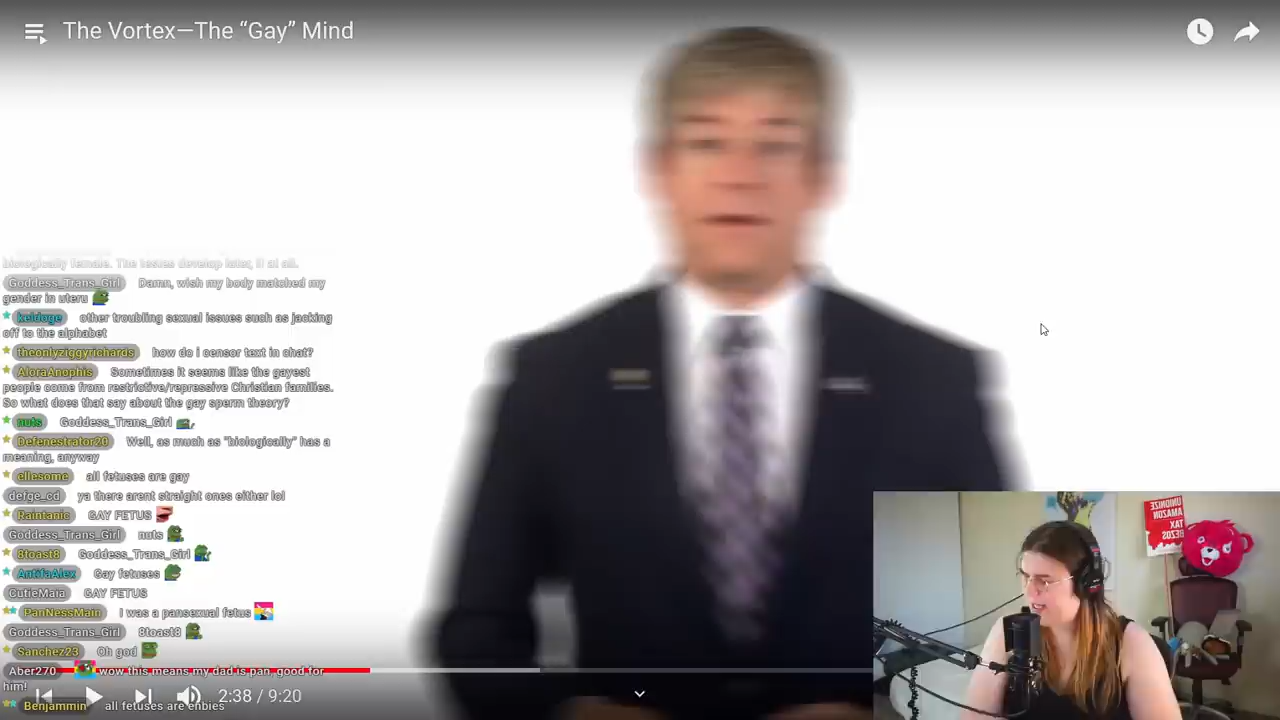 The Vortex—The “Gay” Mind
biologically female. The testes develop later, if at all.
Goddess_Trans_Girl Damn, wish my body matched my
gender in utero
keldoge other troubling sexual issues such as jacking
off to the alphabet
theonlyziggyrichards how do i censor text in chat?
AloraAnophis Sometimes it seems like the gayest
people come from restrictive/repressive Christian families.
So what does that say about the gay sperm theory?
nuts Goddess_Trans_Girl
Defenestrator20 Well, as much as "biologically" has a
meaning, anyway
ellesome all fetuses are gay
defge_cd ya there arent straight ones either lol
Raintanic GAY FETUS
Goddess_Trans_Girl nuts
8toast8 Goddess_Trans_Girl
AntifaAlex Gay fetuses
CutieMaia GAY FETUS
PanNessMain I was a pansexual fetus
Goddess_Trans_Girl 8toast8
Sanchez23 Oh god
Aber270 wow this means my dad is pan, good for
him!
Benjammin all fetuses are enbies
2:38 / 9:20
UNIONIZE
AMAZON
TAX
BEZOS